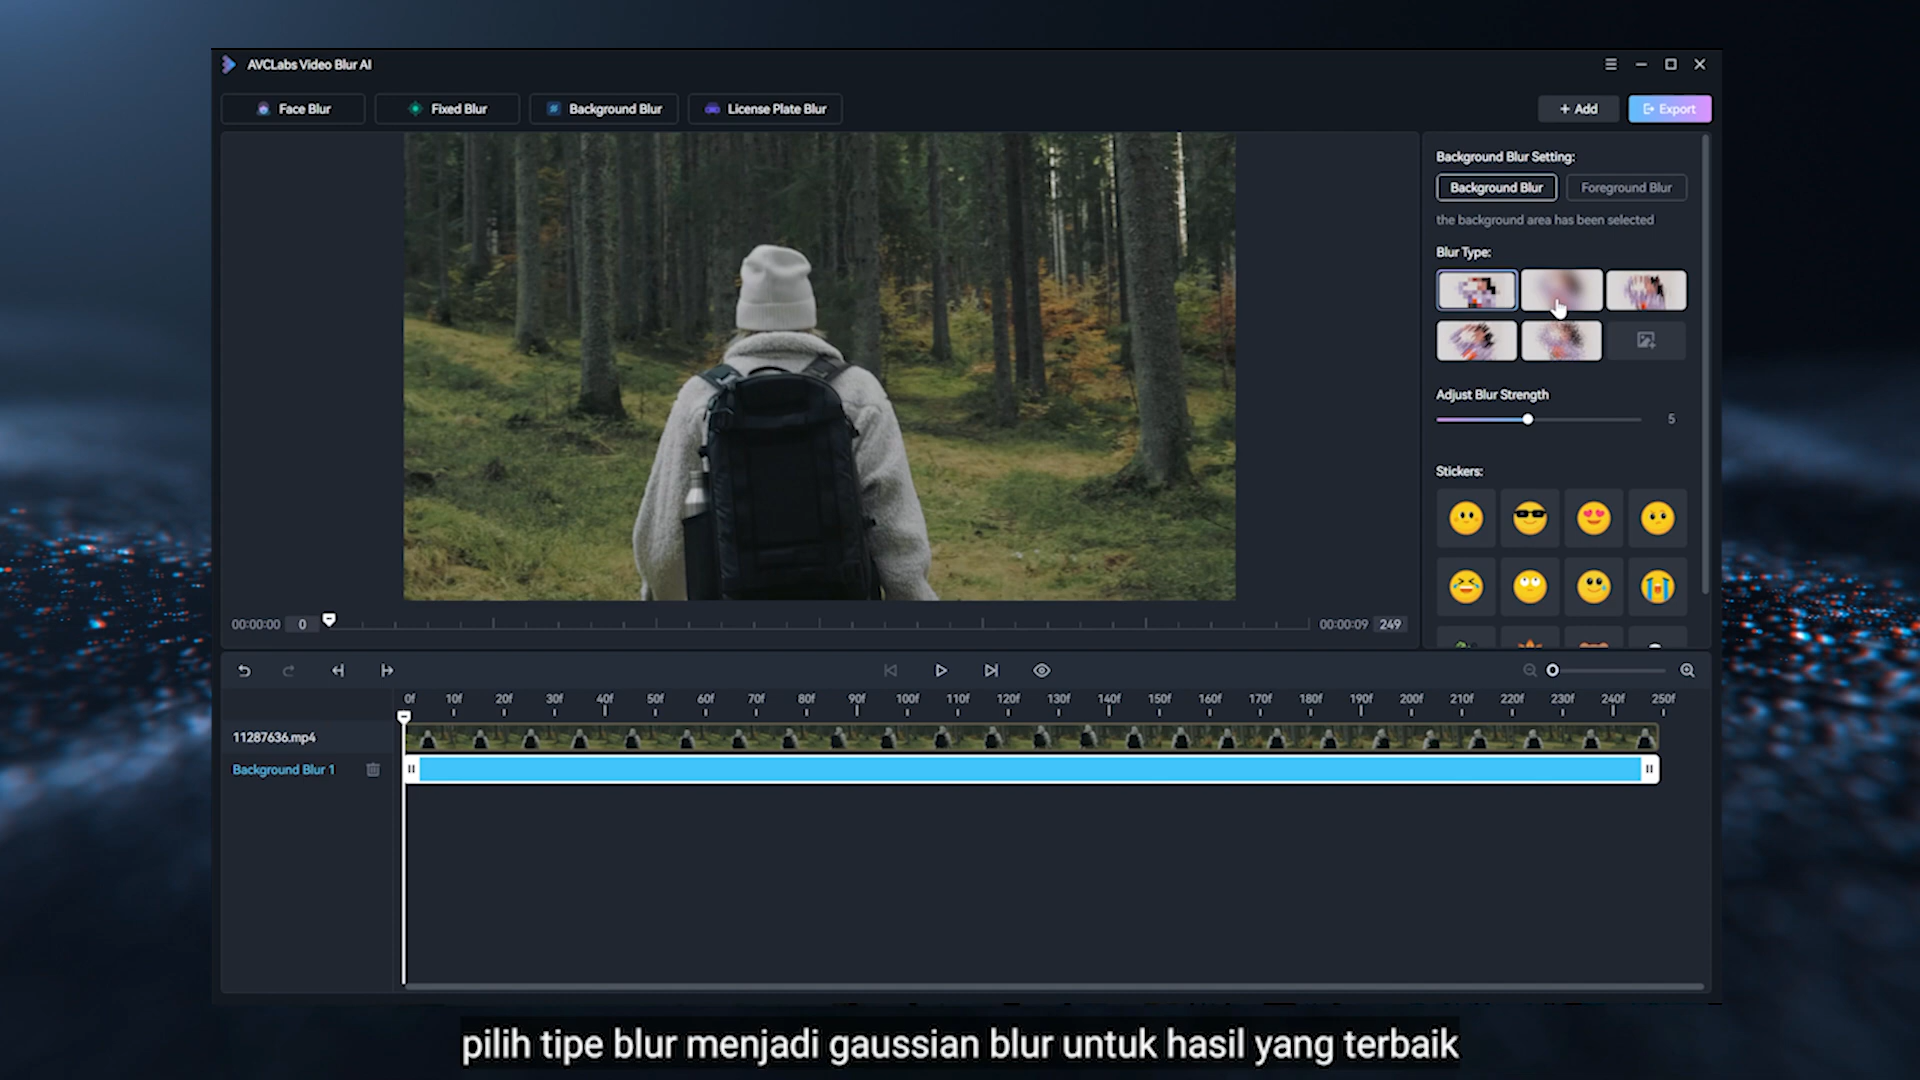 AVCLabs Video Blur AI
Face Blur
Fixed Blur
Background Blur
License Plate Blur
+ Add
Export
Background Blur Setting:
Background Blur
Foreground Blur
the background area has been selected
Blur Type:
Adjust Blur Strength
5
Stickers:
00:00:00
0
00:00:09
249
0f 10f 20f 30f 40f 50f 60f 70f 80f 90f 100f 110f 120f 130f 140f 150f 160f 170f 180f 190f 200f 210f 220f 230f 240f 250f
11287636.mp4
Background Blur 1
pilih tipe blur menjadi gaussian blur untuk hasil yang terbaik